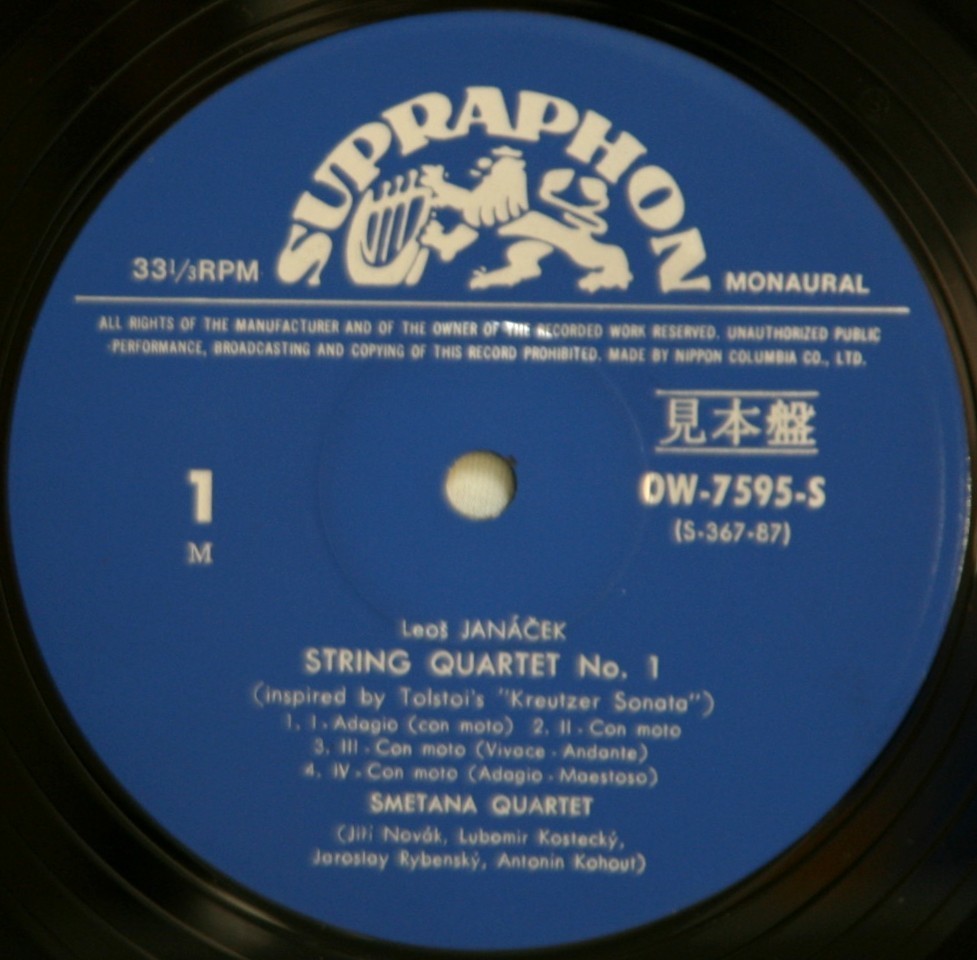 SUPRAPHON
33 1/3 RPM
MONAURAL
ALL RIGHTS OF THE MANUFACTURER AND OF THE OWNER OF THE RECORDED WORK RESERVED. UNAUTHORIZED PUBLIC
PERFORMANCE, BROADCASTING AND COPYING OF THIS RECORD PROHIBITED. MADE BY NIPPON COLUMBIA CO., LTD.
見本盤
1
OW-7595-S
M
(S-367-87)
Leoš JANÁČEK
STRING QUARTET No. 1
(inspired by Tolstoi's "Kreutzer Sonata")
1. I - Adagio (con moto) 2. II - Con moto
3. III - Con moto (Vivace - Andante)
4. IV - Con moto (Adagio - Maestoso)
SMETANA QUARTET
(Jiří Novák, Lubomír Kostecký,
Jaroslav Rybenský, Antonín Kohout)